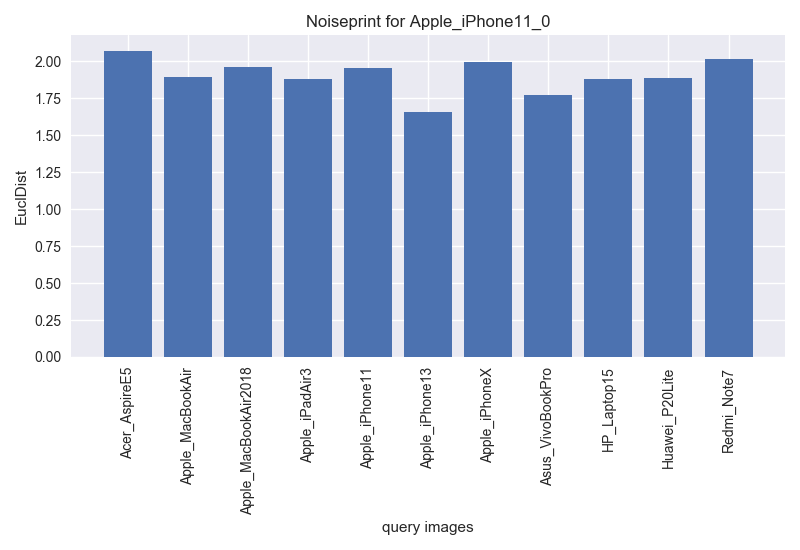 Noiseprint for Apple_iPhone11_0
EuclDist
2.00
1.75
1.50
1.25
1.00
0.75
0.50
0.25
0.00
Acer_AspireE5
Apple_MacBookAir
Apple_MacBookAir2018
Apple_iPadAir3
Apple_iPhone11
Apple_iPhone13
Apple_iPhoneX
Asus_VivoBookPro
HP_Laptop15
Huawei_P20Lite
Redmi_Note7
query images